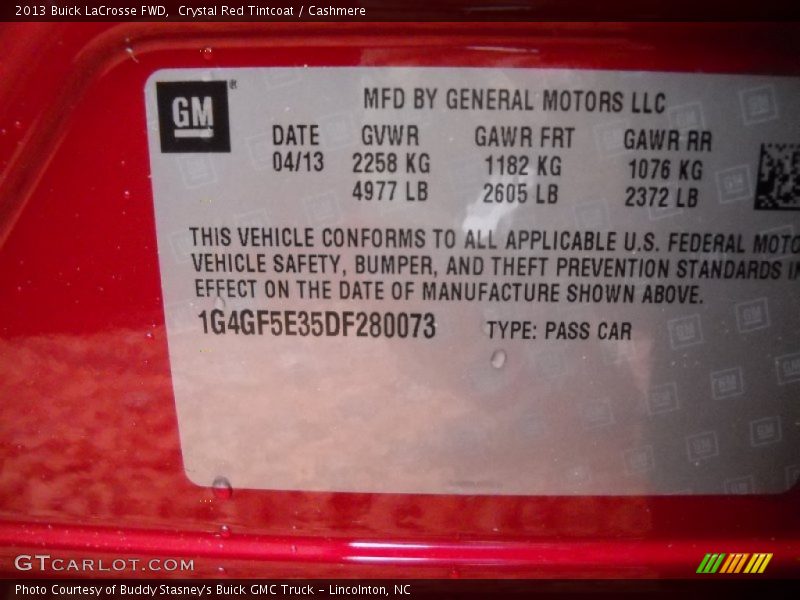 2013 Buick LaCrosse FWD, Crystal Red Tintcoat / Cashmere
GM
MFD BY GENERAL MOTORS LLC
DATE GVWR GAWR FRT GAWR RR
04/13 2258 KG 1182 KG 1076 KG
4977 LB 2605 LB 2372 LB
THIS VEHICLE CONFORMS TO ALL APPLICABLE U.S. FEDERAL MOTO
VEHICLE SAFETY, BUMPER, AND THEFT PREVENTION STANDARDS IN
EFFECT ON THE DATE OF MANUFACTURE SHOWN ABOVE.
1G4GF5E35DF280073 TYPE: PASS CAR
GTCARLOT.COM
Photo Courtesy of Buddy Stasney's Buick GMC Truck - Lincolnton, NC